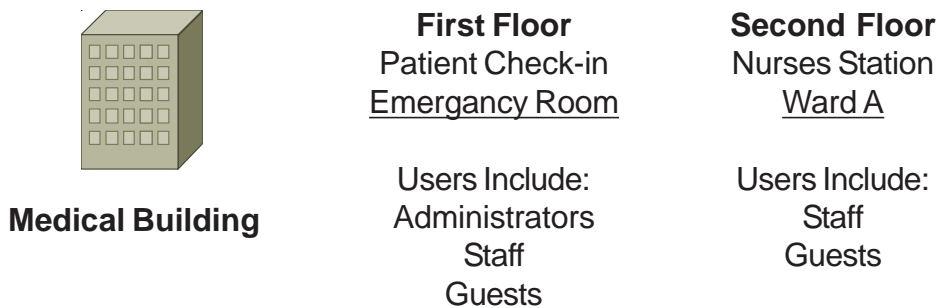 Medical Building
First Floor
Patient Check-in
Emergancy Room
Users Include:
Administrators
Staff
Guests
Second Floor
Nurses Station
Ward A
Users Include:
Staff
Guests